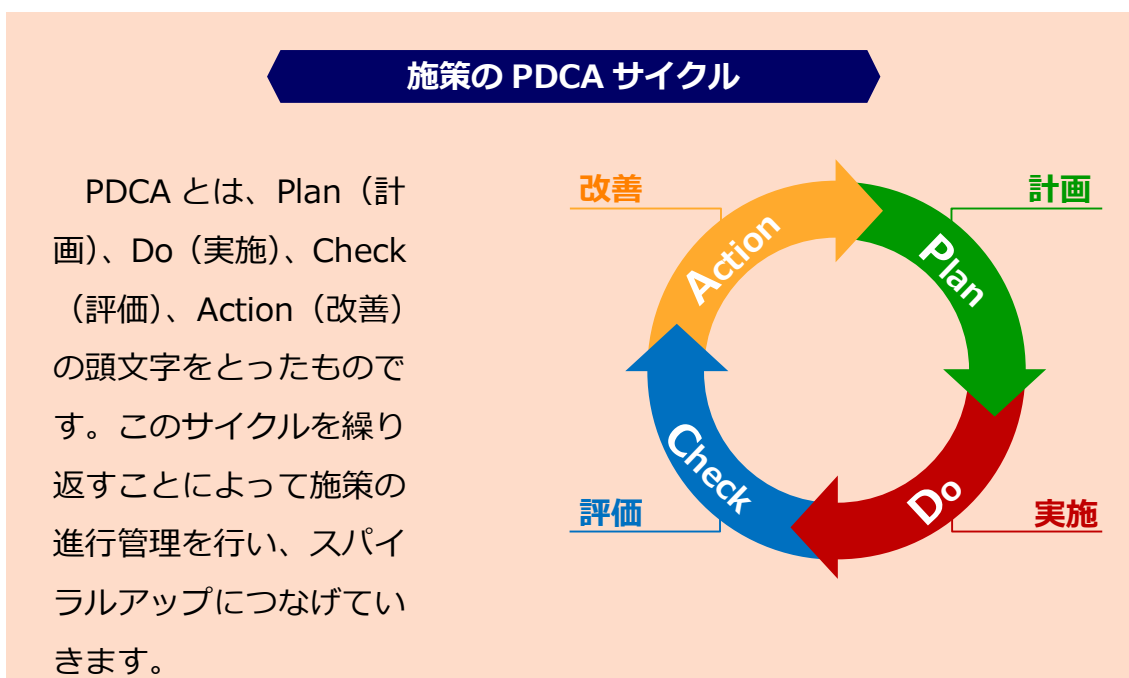 施策の PDCA サイクル
PDCA とは、Plan（計
画）、Do（実施）、Check
（評価）、Action（改善）
の頭文字をとったもので
す。このサイクルを繰り
返すことによって施策の
進行管理を行い、スパイ
ラルアップにつなげてい
きます。
改善
計画
Action
Plan
Check
Do
評価
実施